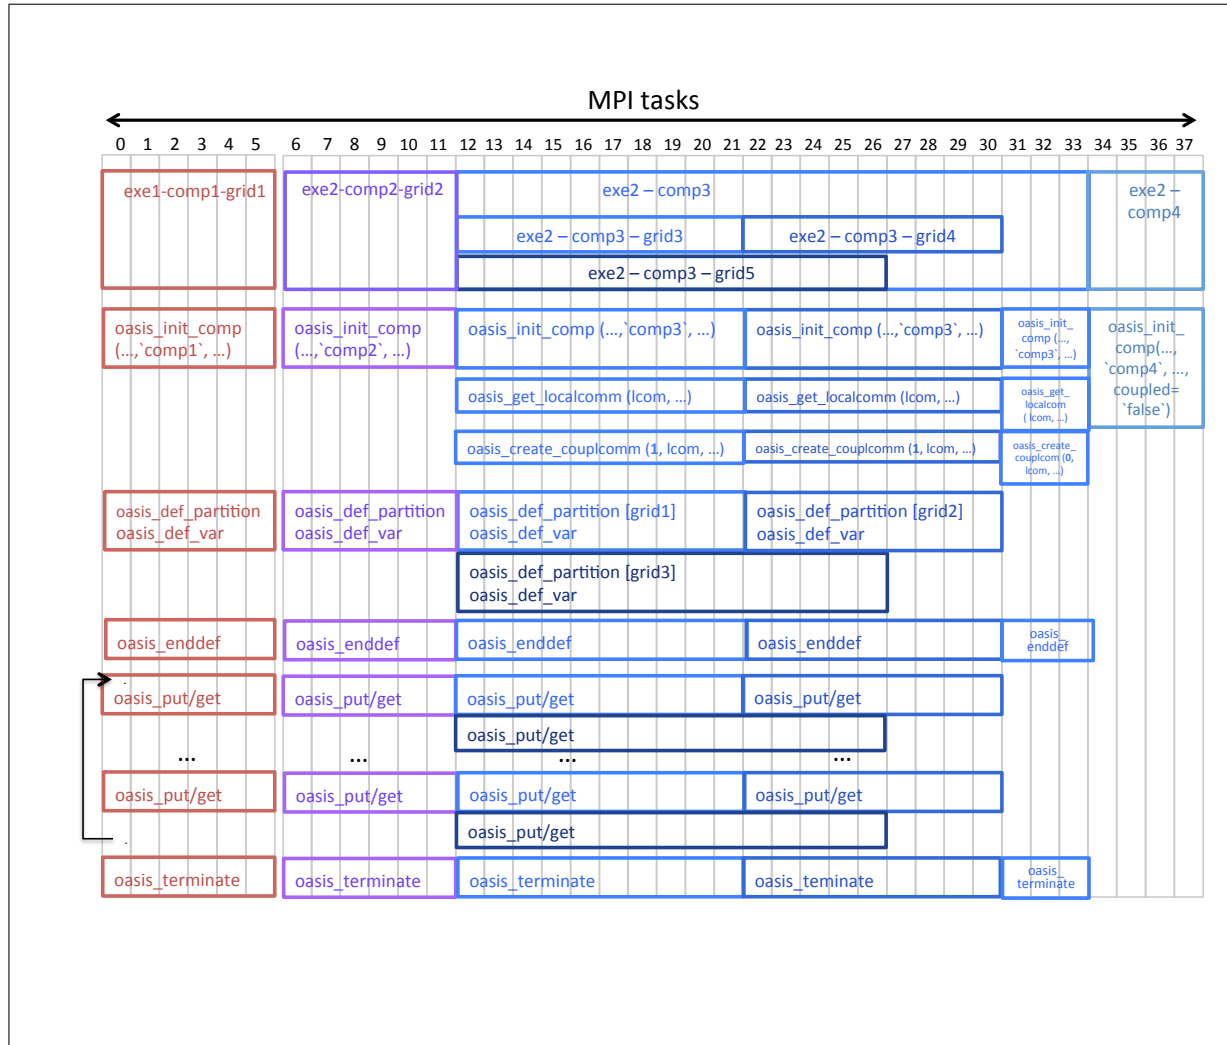 MPI tasks
0 1 2 3 4 5 6 7 8 9 10 11 12 13 14 15 16 17 18 19 20 21 22 23 24 25 26 27 28 29 30 31 32 33 34 35 36 37
exe1-comp1-grid1
exe2-comp2-grid2
exe2 – comp3
exe2 –
comp4
exe2 – comp3 – grid3
exe2 – comp3 – grid4
exe2 – comp3 – grid5
oasis_init_comp
(...,`comp1`, ...)
oasis_init_comp
(...,`comp2`, ...)
oasis_init_comp (...,`comp3`, ...)
oasis_init_comp (...,`comp3`, ...)
oasis_init_
comp (...,
`comp3`, ...)
oasis_init_
comp(...,
`comp4`, ...,
coupled=
`false`)
oasis_get_localcomm (lcom, ...)
oasis_get_localcomm (lcom, ...)
oasis_get_
localcom
( lcom, ...)
oasis_create_couplcomm (1, lcom, ...)
oasis_create_couplcomm (1, lcom, ...)
oasis_create_
couplcom (0,
lcom, ...)
oasis_def_partition
oasis_def_var
oasis_def_partition
oasis_def_var
oasis_def_partition [grid1]
oasis_def_var
oasis_def_partition [grid2]
oasis_def_var
oasis_def_partition [grid3]
oasis_def_var
oasis_enddef
oasis_enddef
oasis_enddef
oasis_enddef
oasis_
enddef
oasis_put/get
oasis_put/get
oasis_put/get
oasis_put/get
oasis_put/get
... ... ... ...
oasis_put/get
oasis_put/get
oasis_put/get
oasis_put/get
oasis_put/get
oasis_terminate
oasis_terminate
oasis_terminate
oasis_teminate
oasis_
terminate